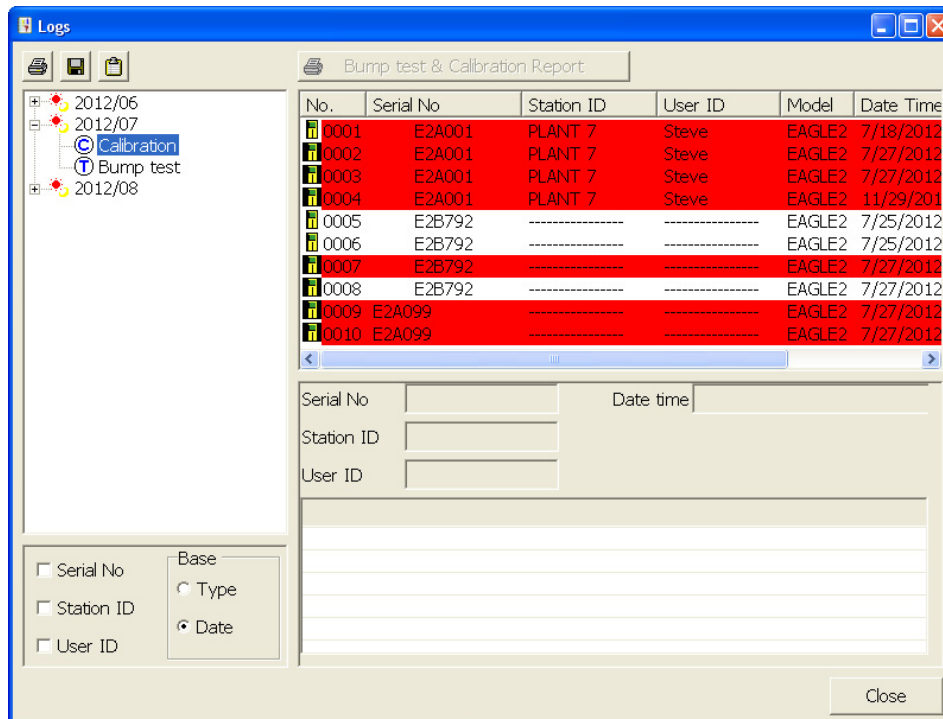 Logs
Bump test & Calibration Report
2012/06
2012/07
C Calibration
T Bump test
2012/08
No. Serial No Station ID User ID Model Date Time
0001 E2A001 PLANT 7 Steve EAGLE2 7/18/2012
0002 E2A001 PLANT 7 Steve EAGLE2 7/27/2012
0003 E2A001 PLANT 7 Steve EAGLE2 7/27/2012
0004 E2A001 PLANT 7 Steve EAGLE2 11/29/201
0005 E2B792 --------------- --------------- EAGLE2 7/25/2012
0006 E2B792 --------------- --------------- EAGLE2 7/25/2012
0007 E2B792 --------------- --------------- EAGLE2 7/27/2012
0008 E2B792 --------------- --------------- EAGLE2 7/27/2012
0009 E2A099 --------------- --------------- EAGLE2 7/27/2012
0010 E2A099 --------------- --------------- EAGLE2 7/27/2012
Serial No Date time
Station ID
User ID
Serial No
Station ID
User ID
Base
Type
Date
Close